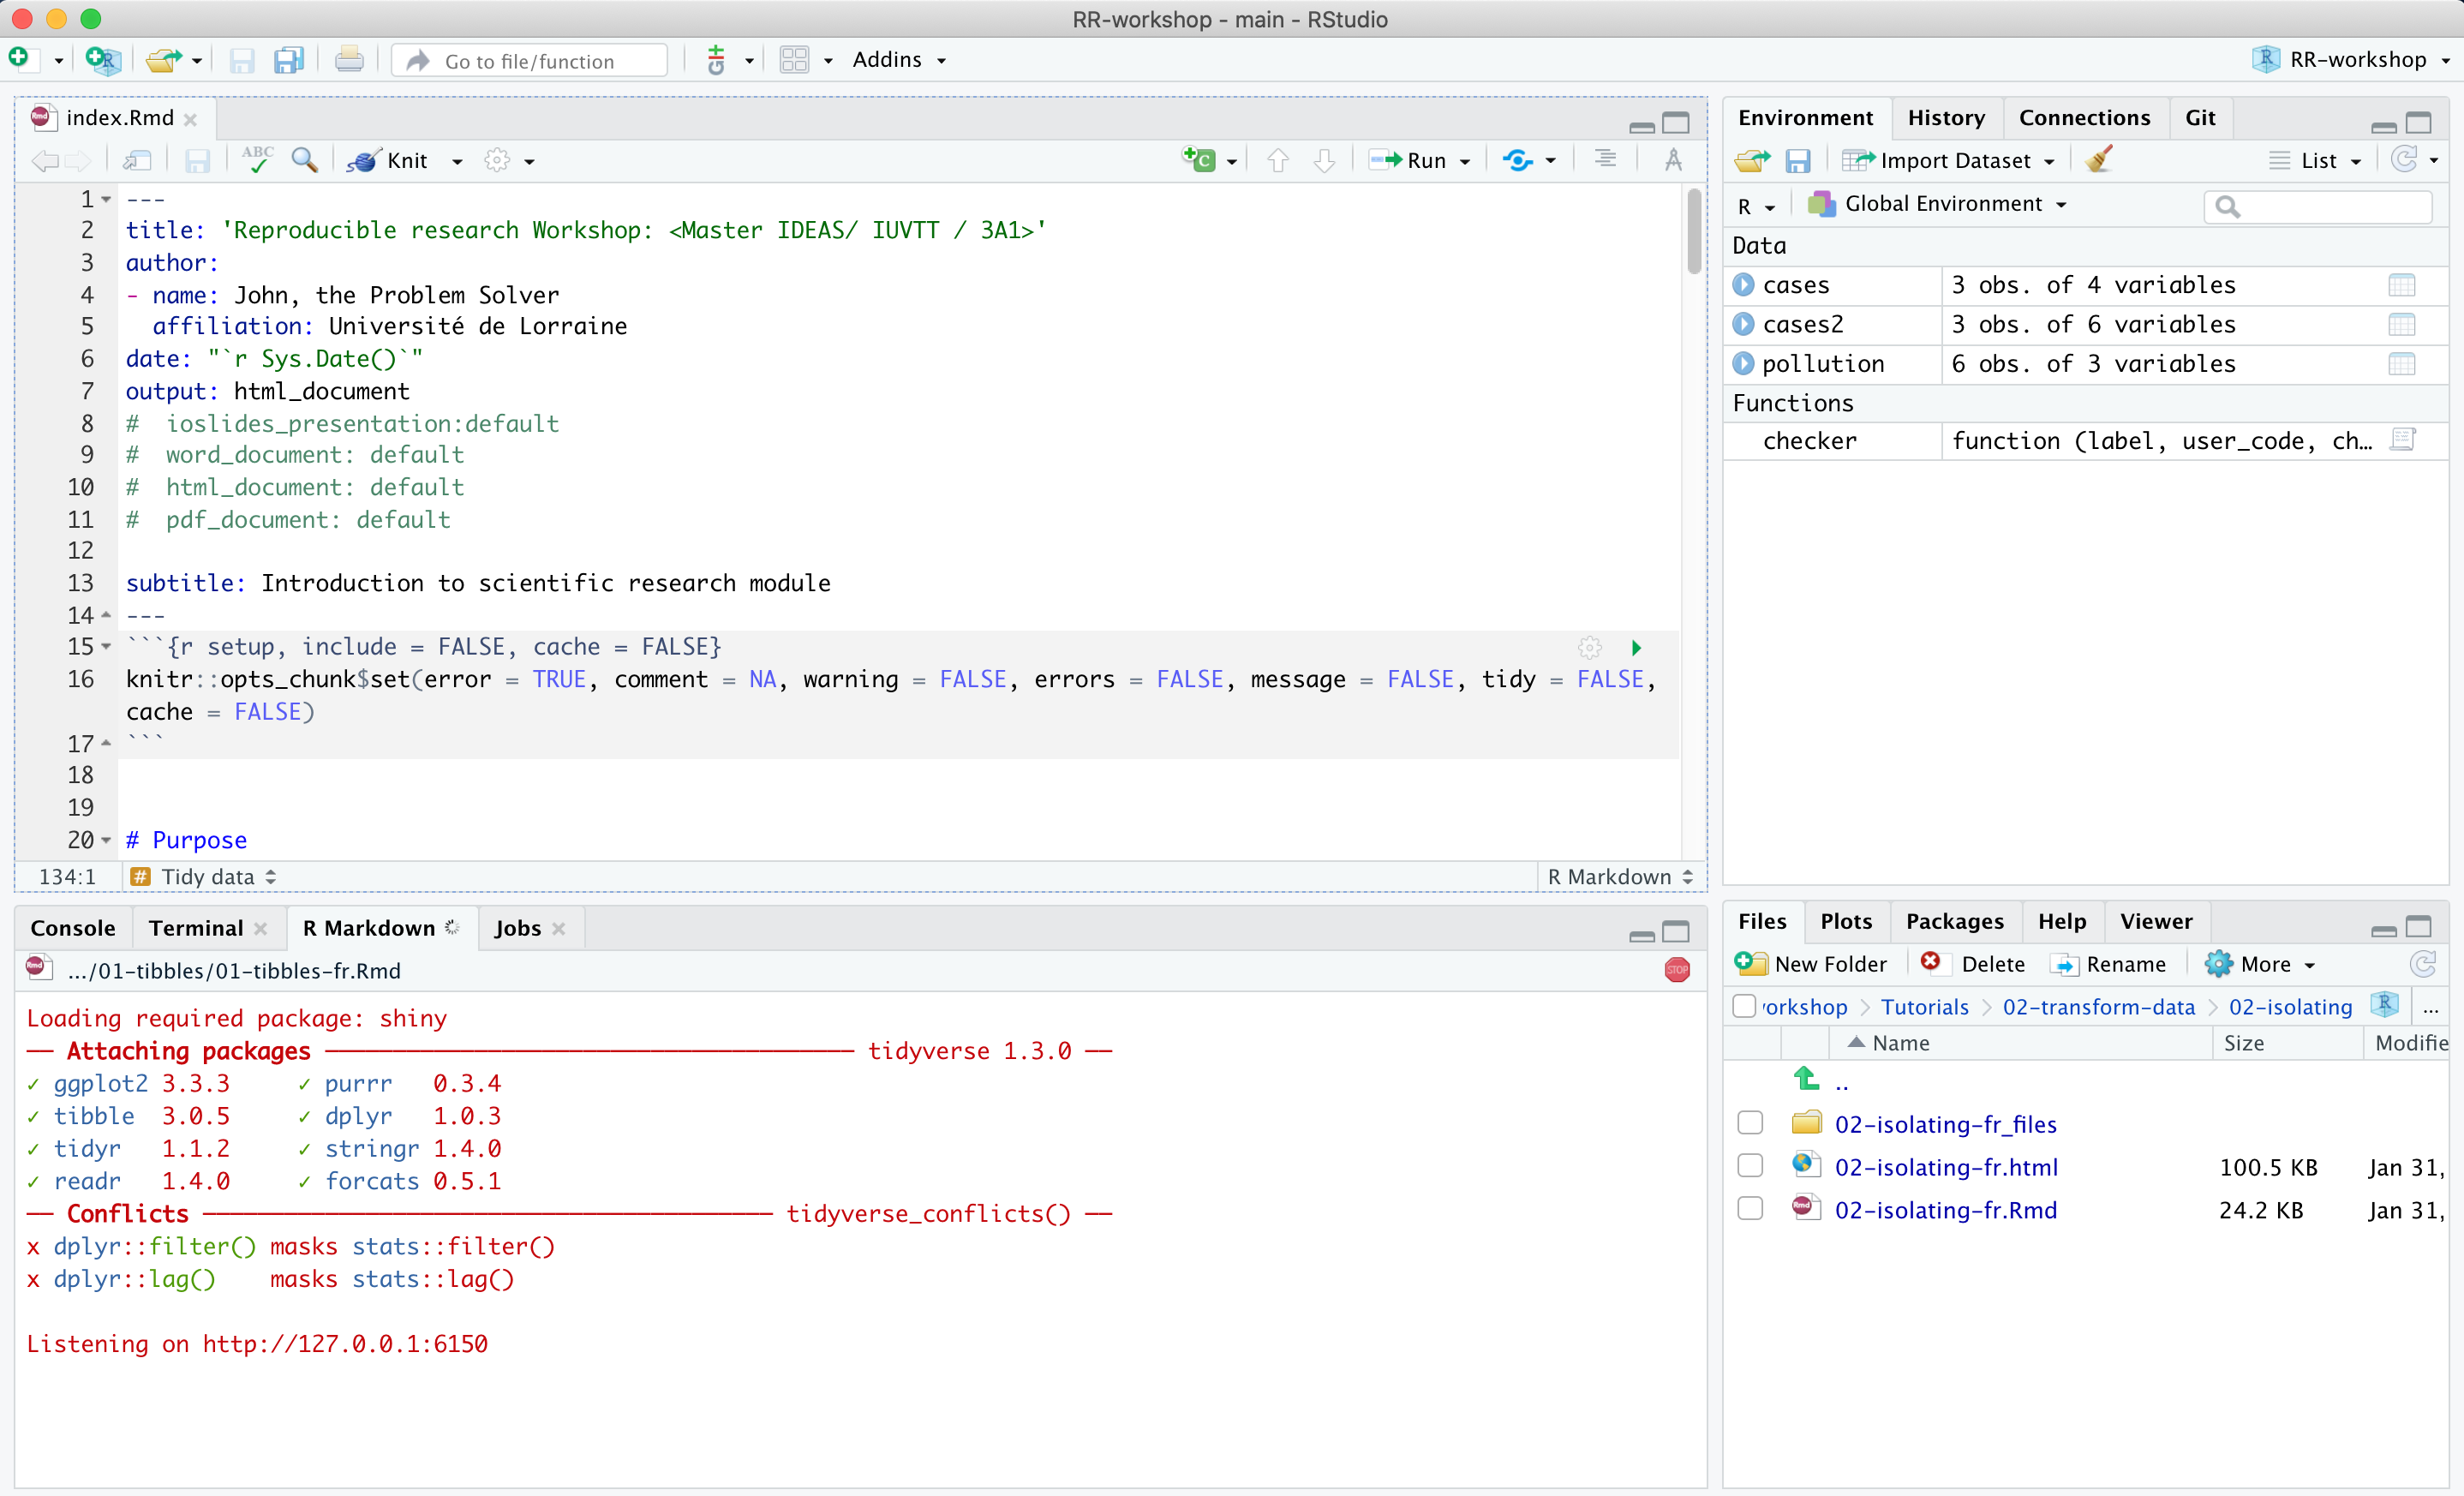 RR-workshop - main - RStudio
Go to file/function
Addins
RR-workshop
index.Rmd
ABC
Knit
Run
1 ---
2 title: 'Reproducible research Workshop: <Master IDEAS/ IUVTT / 3A1>'
3 author:
4 - name: John, the Problem Solver
5   affiliation: Université de Lorraine
6 date: "`r Sys.Date()`"
7 output: html_document
8 #  ioslides_presentation:default
9 #  word_document: default
10 #  html_document: default
11 #  pdf_document: default
12
13 subtitle: Introduction to scientific research module
14 ---
15 ```{r setup, include = FALSE, cache = FALSE}
16 knitr::opts_chunk$set(error = TRUE, comment = NA, warning = FALSE, errors = FALSE, message = FALSE, tidy = FALSE,
cache = FALSE)
17 ```
18
19
20 # Purpose
134:1 # Tidy data
R Markdown
Console Terminal R Markdown Jobs
Rmd .../01-tibbles/01-tibbles-fr.Rmd STOP
Loading required package: shiny
── Attaching packages ─────────────────────────────────────── tidyverse 1.3.0 ──
✓ ggplot2 3.3.3     ✓ purrr   0.3.4
✓ tibble  3.0.5     ✓ dplyr   1.0.3
✓ tidyr   1.1.2     ✓ stringr 1.4.0
✓ readr   1.4.0     ✓ forcats 0.5.1
── Conflicts ────────────────────────────────────────── tidyverse_conflicts() ──
x dplyr::filter() masks stats::filter()
x dplyr::lag()    masks stats::lag()
Listening on http://127.0.0.1:6150
Environment History Connections Git
Import Dataset List
R Global Environment
Data
cases 3 obs. of 4 variables
cases2 3 obs. of 6 variables
pollution 6 obs. of 3 variables
Functions
checker function (label, user_code, ch…
Files Plots Packages Help Viewer
New Folder Delete Rename More
orkshop > Tutorials > 02-transform-data > 02-isolating ...
Name Size Modifie
..
02-isolating-fr_files
02-isolating-fr.html 100.5 KB Jan 31,
02-isolating-fr.Rmd 24.2 KB Jan 31,